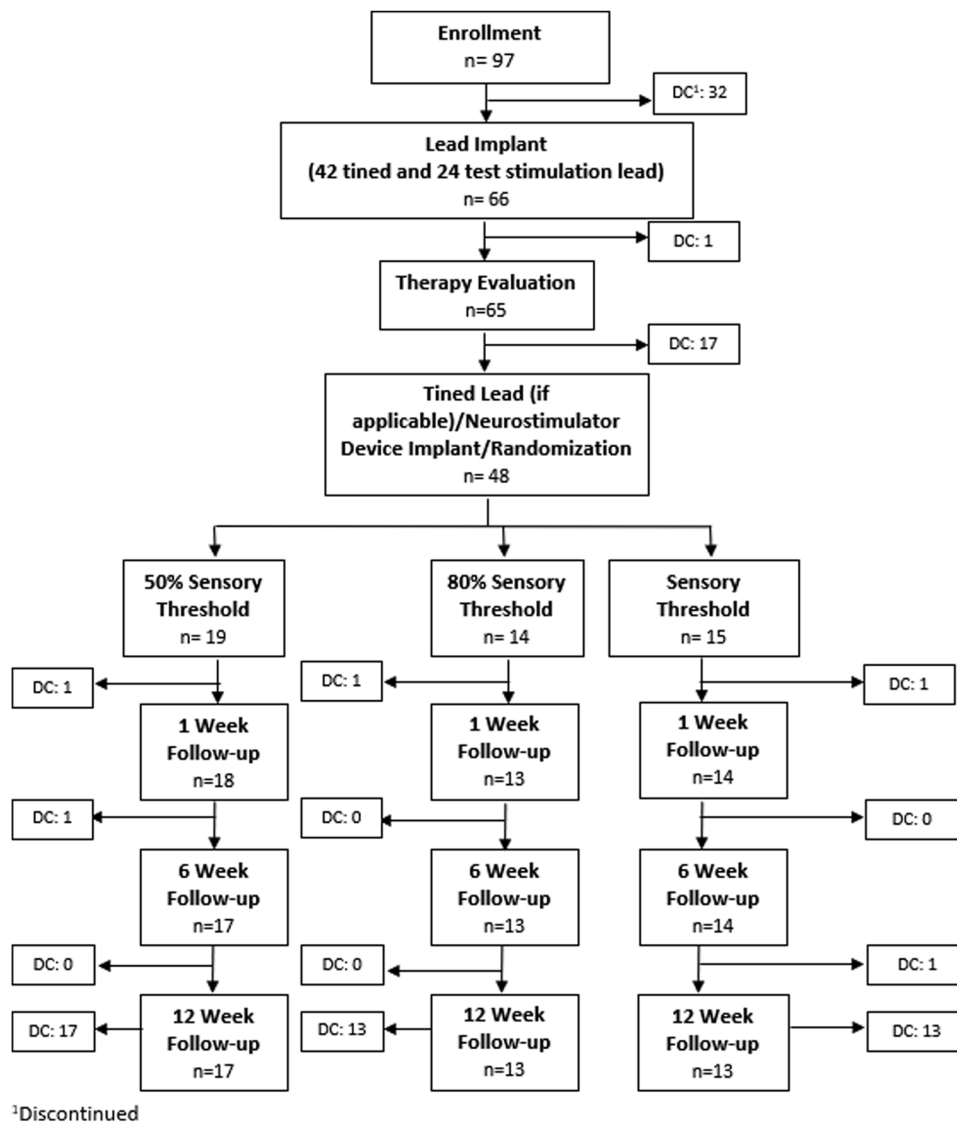 Enrollment
n= 97
DC¹: 32
Lead Implant
(42 tined and 24 test stimulation lead)
n= 66
DC: 1
Therapy Evaluation
n=65
DC: 17
Tined Lead (if
applicable)/Neurostimulator
Device Implant/Randomization
n= 48
50% Sensory
Threshold
n= 19
80% Sensory
Threshold
n= 14
Sensory
Threshold
n= 15
DC: 1
DC: 1
DC: 1
1 Week
Follow-up
n=18
1 Week
Follow-up
n=13
1 Week
Follow-up
n=14
DC: 1
DC: 0
DC: 0
6 Week
Follow-up
n=17
6 Week
Follow-up
n=13
6 Week
Follow-up
n=14
DC: 0
DC: 0
DC: 1
12 Week
Follow-up
n=17
12 Week
Follow-up
n=13
12 Week
Follow-up
n=13
DC: 17
DC: 13
DC: 13
¹Discontinued